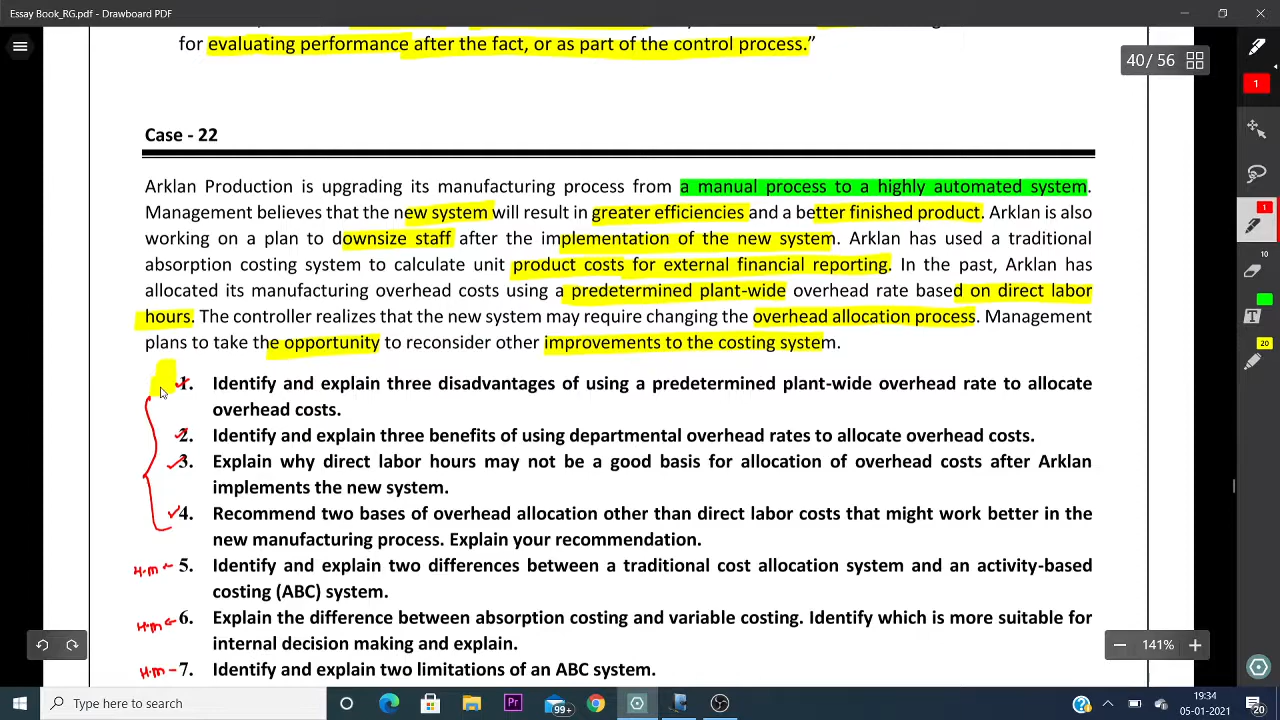 Essay Book_RG.pdf - Drawboard PDF
for evaluating performance after the fact, or as part of the control process.”
40 / 56
1
Case - 22
Arklan Production is upgrading its manufacturing process from a manual process to a highly automated system.
Management believes that the new system will result in greater efficiencies and a better finished product. Arklan is also
working on a plan to downsize staff after the implementation of the new system. Arklan has used a traditional
absorption costing system to calculate unit product costs for external financial reporting. In the past, Arklan has
allocated its manufacturing overhead costs using a predetermined plant-wide overhead rate based on direct labor
hours. The controller realizes that the new system may require changing the overhead allocation process. Management
plans to take the opportunity to reconsider other improvements to the costing system.
1
10
T
20
1. Identify and explain three disadvantages of using a predetermined plant-wide overhead rate to allocate
overhead costs.
2. Identify and explain three benefits of using departmental overhead rates to allocate overhead costs.
3. Explain why direct labor hours may not be a good basis for allocation of overhead costs after Arklan
implements the new system.
4. Recommend two bases of overhead allocation other than direct labor costs that might work better in the
new manufacturing process. Explain your recommendation.
H.M 5. Identify and explain two differences between a traditional cost allocation system and an activity-based
costing (ABC) system.
H.M 6. Explain the difference between absorption costing and variable costing. Identify which is more suitable for
internal decision making and explain.
H.M 7. Identify and explain two limitations of an ABC system.
141%
Type here to search
Pr
99+
19:34
05-01-2021
20